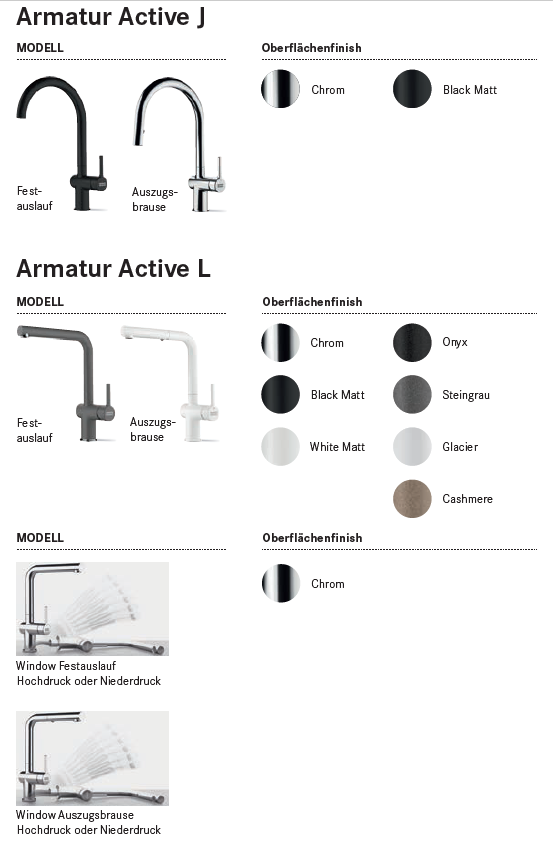 Armatur Active J
MODELL
Oberflächenfinish
Chrom
Black Matt
Fest-
auslauf
Auszugs-
brause
Armatur Active L
MODELL
Oberflächenfinish
Chrom
Onyx
Black Matt
Steingrau
White Matt
Glacier
Cashmere
Fest-
auslauf
Auszugs-
brause
MODELL
Oberflächenfinish
Chrom
Window Festauslauf
Hochdruck oder Niederdruck
Window Auszugsbrause
Hochdruck oder Niederdruck